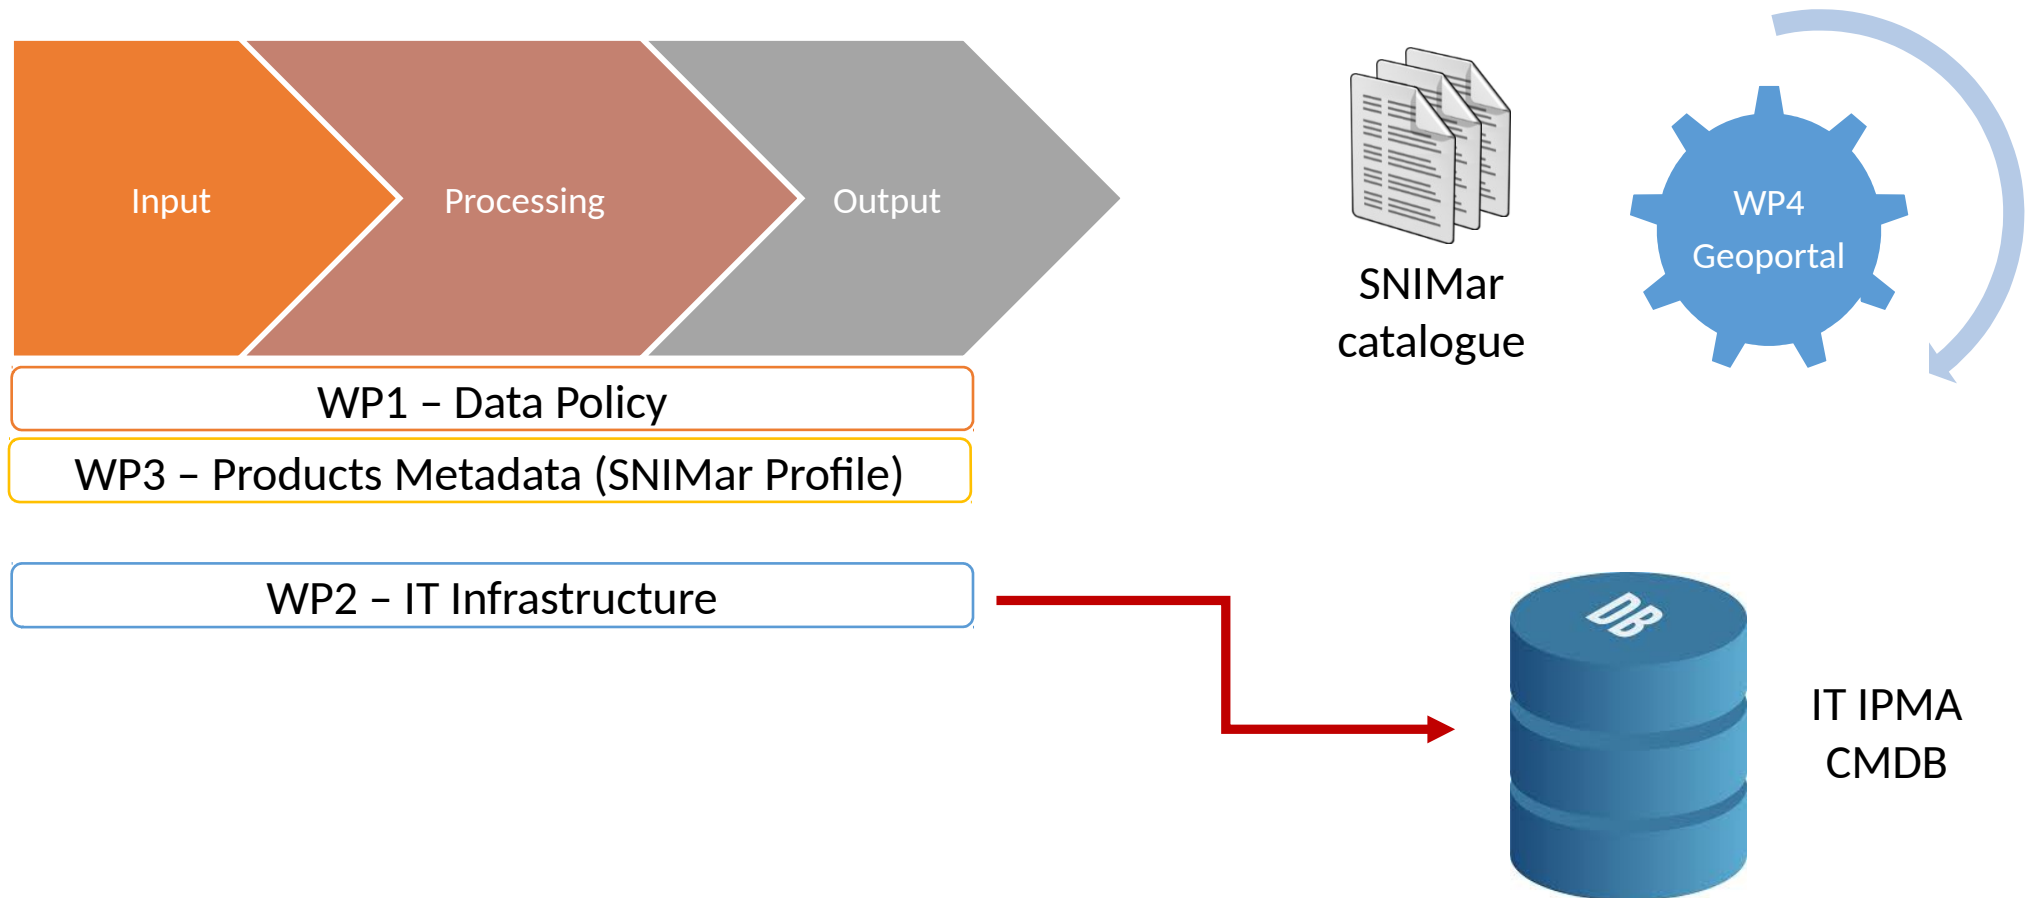 Input
Processing
Output
SNIMar
catalogue
WP4
Geoportal
WP1 – Data Policy
WP3 – Products Metadata (SNIMar Profile)
WP2 – IT Infrastructure
DB
IT IPMA
CMDB